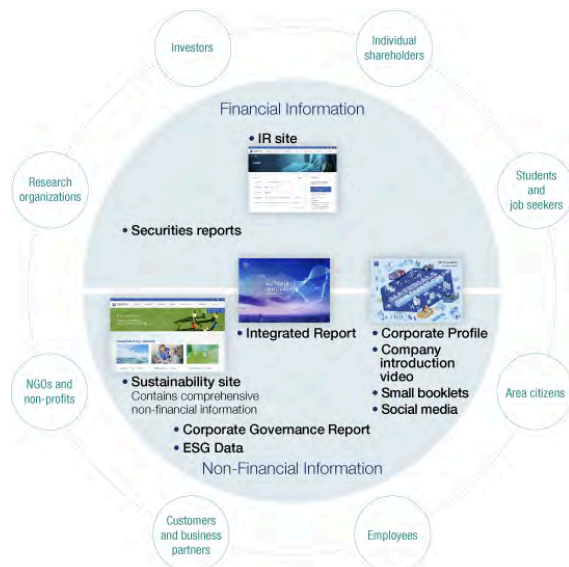 Investors
Individual
shareholders
Financial Information
• IR site
Research
organizations
Students
and
job seekers
• Securities reports
• Integrated Report
• Corporate Profile
• Company
introduction
video
• Small booklets
• Social media
• Sustainability site
Contains comprehensive
non-financial information
NGOs and
non-profits
Area citizens
• Corporate Governance Report
• ESG Data
Non-Financial Information
Customers
and business
partners
Employees